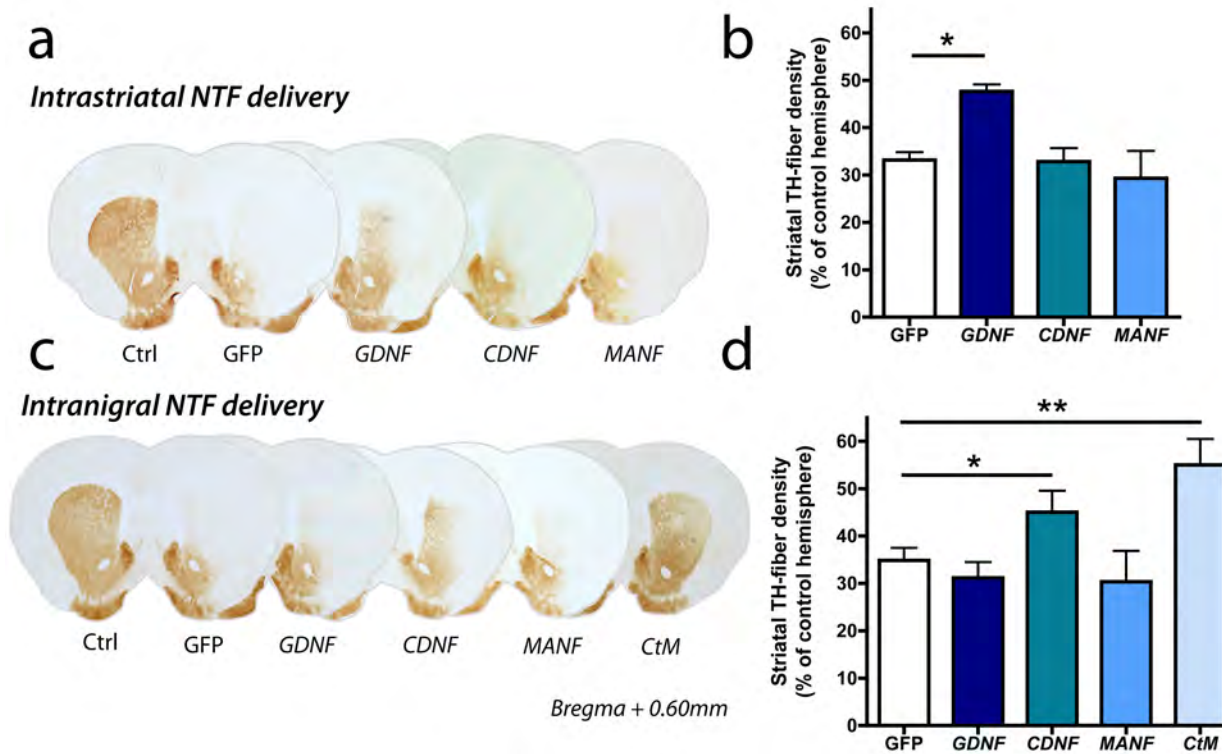 a
Intrastriatal NTF delivery
Ctrl
GFP
GDNF
CDNF
MANF
b
Striatal TH-fiber density
(% of control hemisphere)
60
50
40
30
20
10
0
*
GFP
GDNF
CDNF
MANF
c
Intranigral NTF delivery
Ctrl
GFP
GDNF
CDNF
MANF
CtM
Bregma + 0.60mm
d
Striatal TH-fiber density
(% of control hemisphere)
60
50
40
30
20
10
0
**
*
GFP
GDNF
CDNF
MANF
CtM